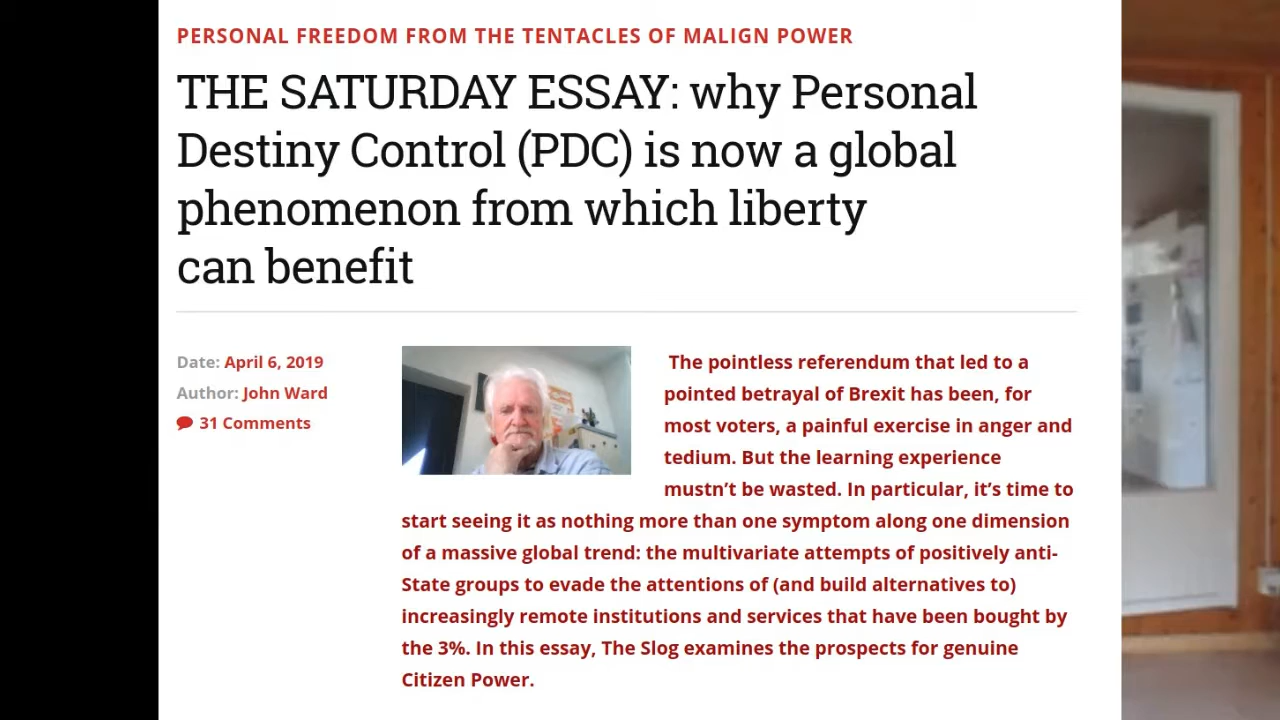 PERSONAL FREEDOM FROM THE TENTACLES OF MALIGN POWER
THE SATURDAY ESSAY: why Personal
Destiny Control (PDC) is now a global
phenomenon from which liberty
can benefit
Date: April 6, 2019
Author: John Ward
31 Comments
The pointless referendum that led to a
pointed betrayal of Brexit has been, for
most voters, a painful exercise in anger and
tedium. But the learning experience
mustn't be wasted. In particular, it's time to
start seeing it as nothing more than one symptom along one dimension
of a massive global trend: the multivariate attempts of positively anti-
State groups to evade the attentions of (and build alternatives to)
increasingly remote institutions and services that have been bought by
the 3%. In this essay, The Slog examines the prospects for genuine
Citizen Power.